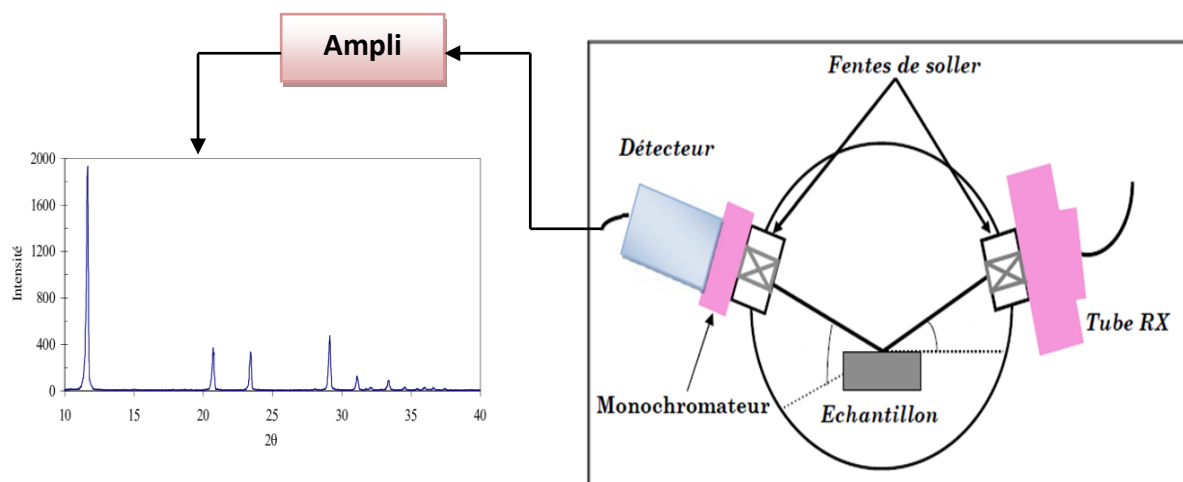 Ampli
Fentes de soller
Détecteur
Tube RX
Monochromateur
Echantillon
Intensité
2000
1600
1200
800
400
0
10 15 20 25 30 35 40
2θ